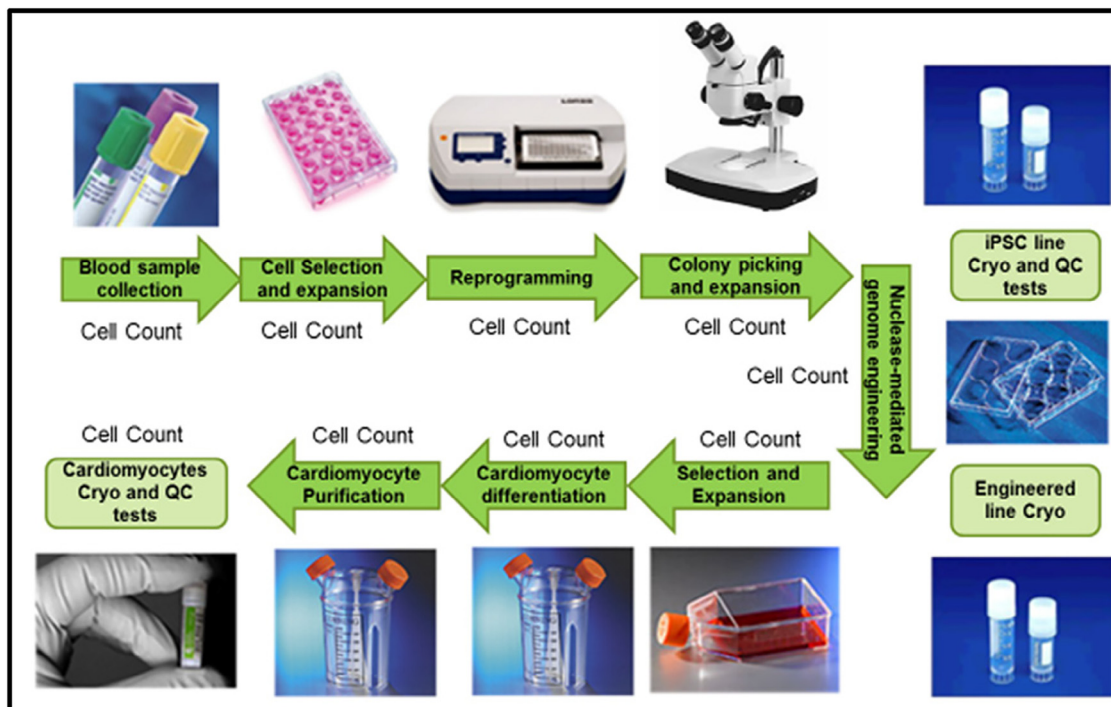 LONZA
Blood sample
collection
Cell Selection
and expansion
Reprogramming
Colony picking
and expansion
iPSC line
Cryo and QC
tests
Cell Count
Cell Count
Cell Count
Cell Count
Nuclease-mediated
genome engineering
Cell Count
Cell Count
Cell Count
Cell Count
Cell Count
Cardiomyocytes
Cryo and QC
tests
Cardiomyocyte
Purification
Cardiomyocyte
differentiation
Selection and
Expansion
Engineered
line Cryo